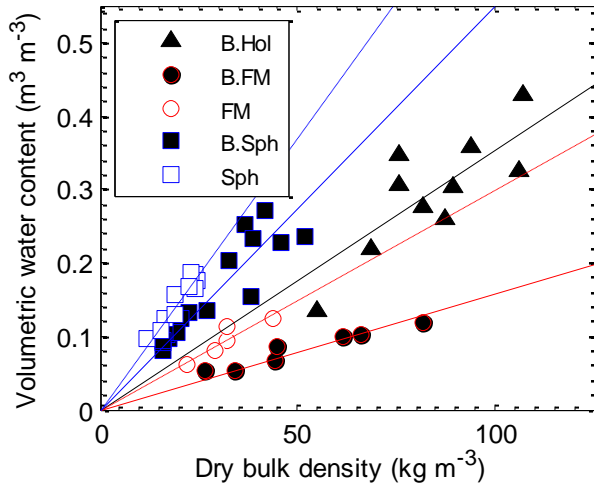 0.5
0.4
0.3
0.2
0.1
0
Volumetric water content (m³ m⁻³)
B.Hol
B.FM
FM
B.Sph
Sph
0
50
100
Dry bulk density (kg m⁻³)